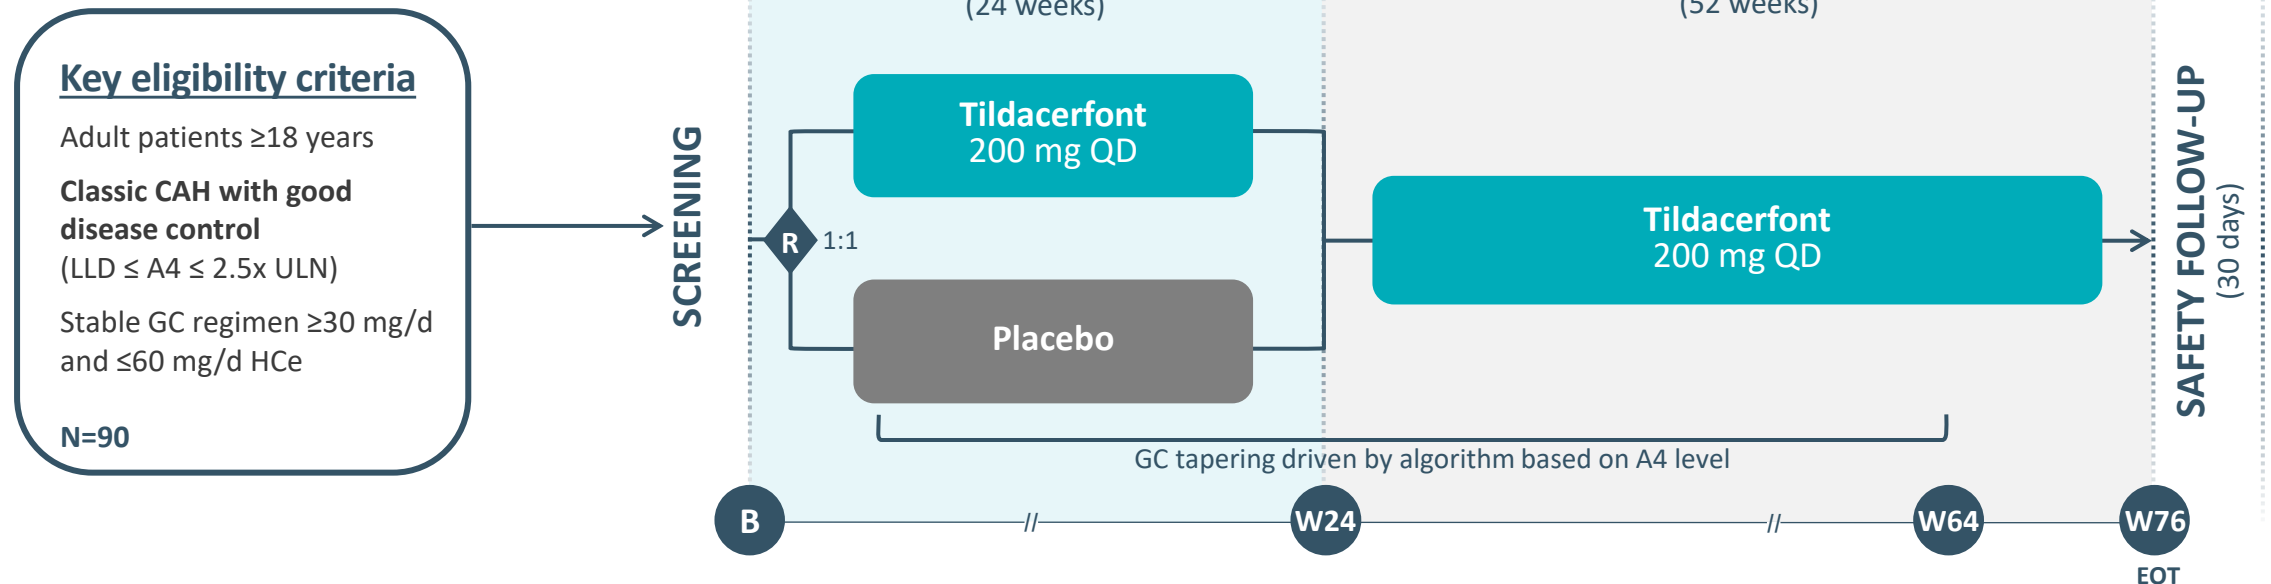 (24 weeks)
(52 weeks)
Key eligibility criteria
Adult patients ≥18 years
Classic CAH with good
disease control
(LLD ≤ A4 ≤ 2.5x ULN)
Stable GC regimen ≥30 mg/d
and ≤60 mg/d HCe
N=90
SCREENING
R
1:1
Tildacerfont
200 mg QD
Placebo
Tildacerfont
200 mg QD
SAFETY FOLLOW-UP
(30 days)
GC tapering driven by algorithm based on A4 level
B
//
W24
//
W64
W76
EOT